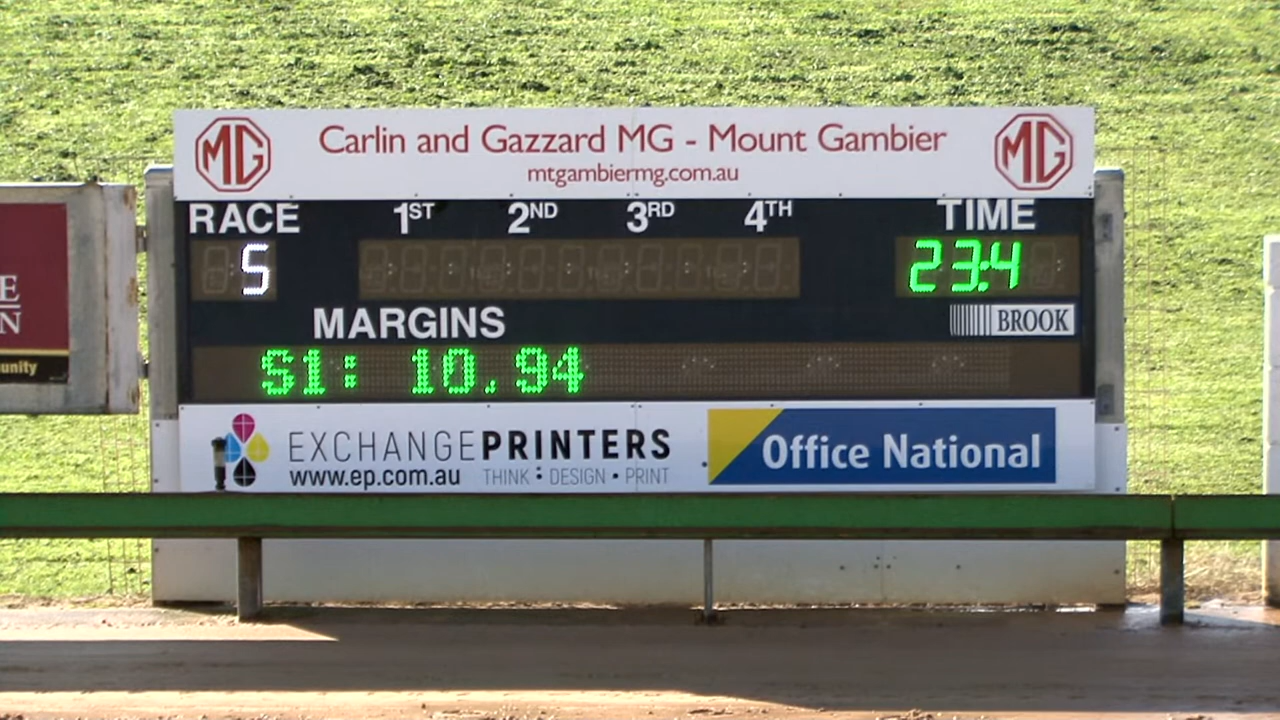 MG Carlin and Gazzard MG - Mount Gambier MG
mtgambiermg.com.au
RACE 1ST 2ND 3RD 4TH TIME
5 23:4
MARGINS BROOK
S1: 10.94
E
N
unity
EXCHANGEPRINTERS
www.ep.com.au THINK : DESIGN • PRINT
Office National